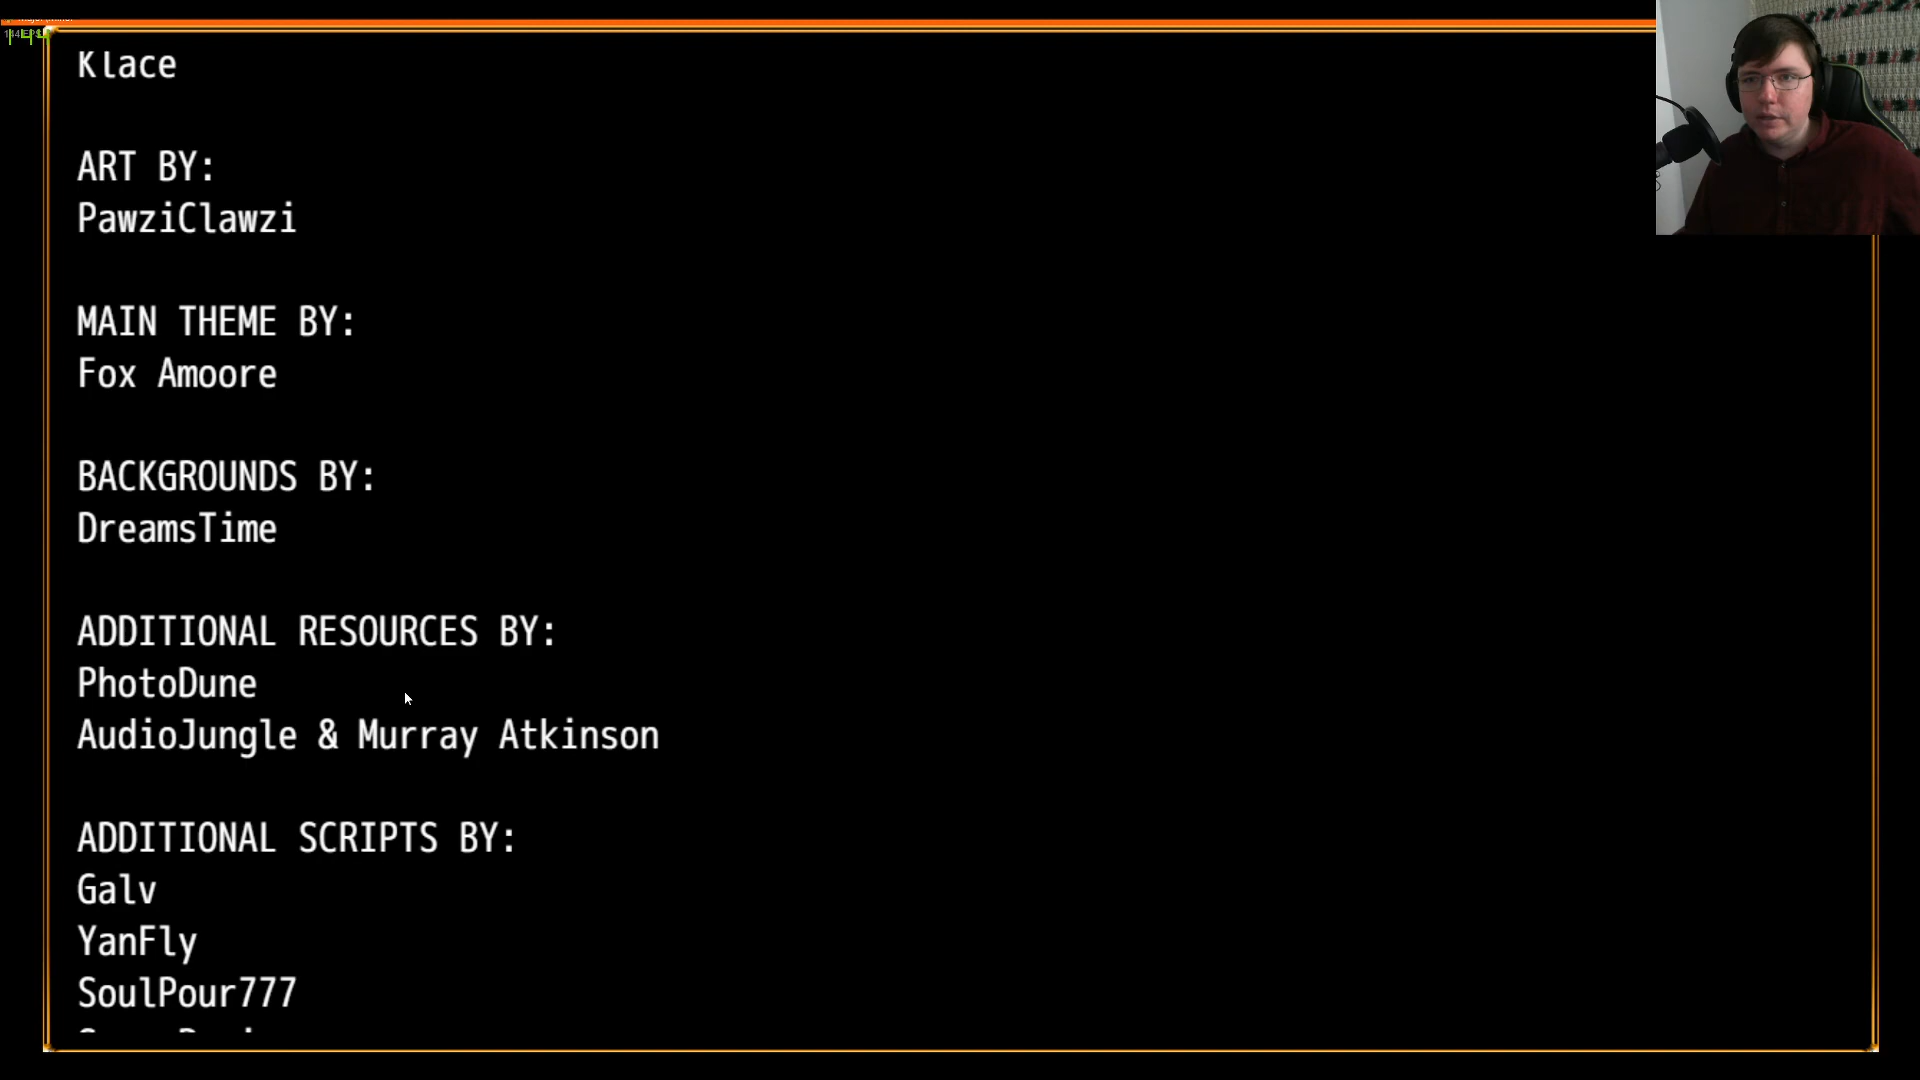 Klace
ART BY:
PawziClawzi
MAIN THEME BY:
Fox Amoore
BACKGROUNDS BY:
DreamsTime
ADDITIONAL RESOURCES BY:
PhotoDune
AudioJungle & Murray Atkinson
ADDITIONAL SCRIPTS BY:
Galv
YanFly
SoulPour777